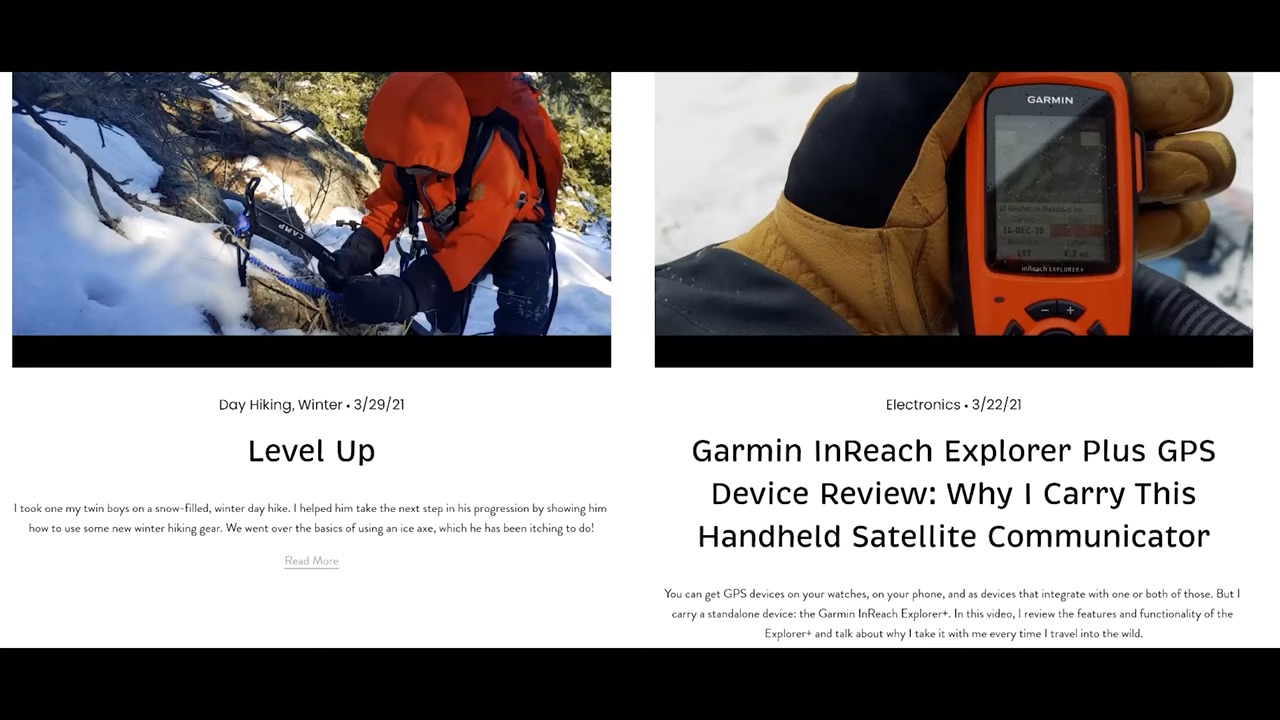 CAMP
GARMIN
16-DEC-20
inReach EXPLORER+
Day Hiking, Winter • 3/29/21
Level Up
I took one my twin boys on a snow-filled, winter day hike. I helped him take the next step in his progression by showing him
how to use some new winter hiking gear. We went over the basics of using an ice axe, which he has been itching to do!
Read More
Electronics • 3/22/21
Garmin InReach Explorer Plus GPS
Device Review: Why I Carry This
Handheld Satellite Communicator
You can get GPS devices on your watches, on your phone, and as devices that integrate with one or both of those. But I
carry a standalone device: the Garmin InReach Explorer+. In this video, I review the features and functionality of the
Explorer+ and talk about why I take it with me every time I travel into the wild.